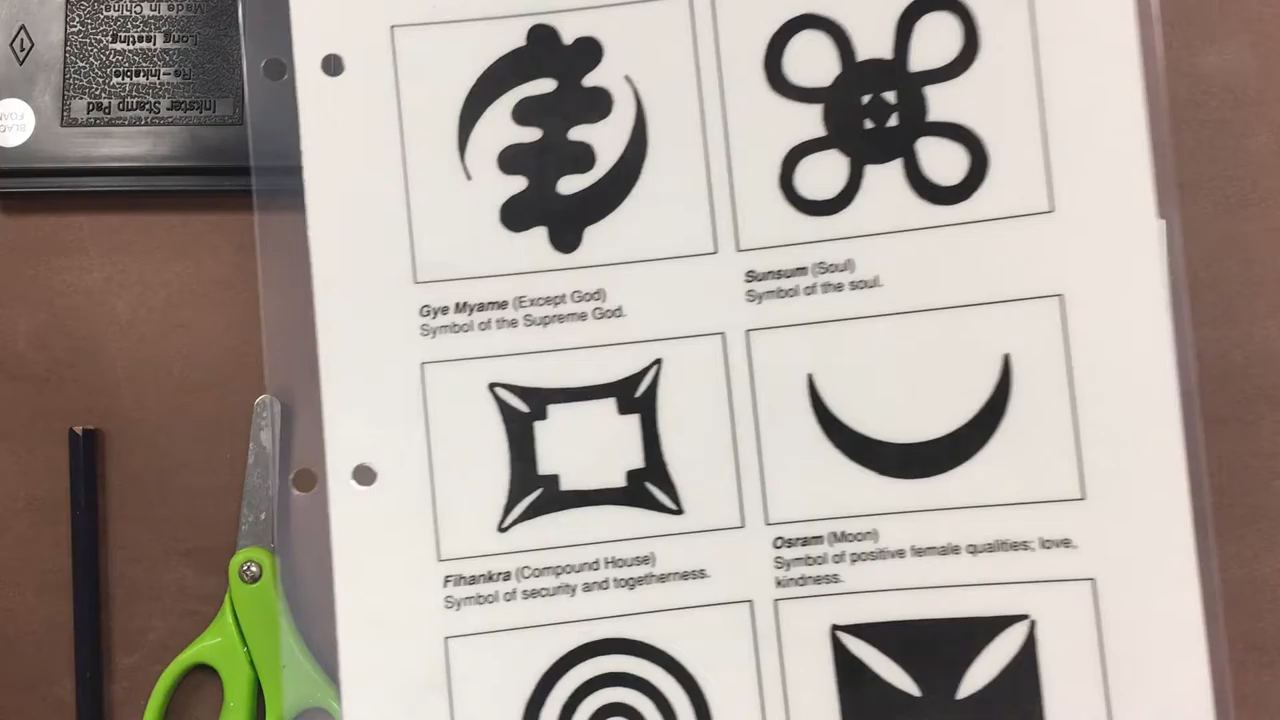 Made In China
Long lasting
Re-inkable
Inkster Stamp Pad
1
Gye Myame (Except God)
Symbol of the Supreme God.
Sunsum (Soul)
Symbol of the soul.
Fihankra (Compound House)
Symbol of security and togetherness.
Osram (Moon)
Symbol of positive female qualities; love,
kindness.